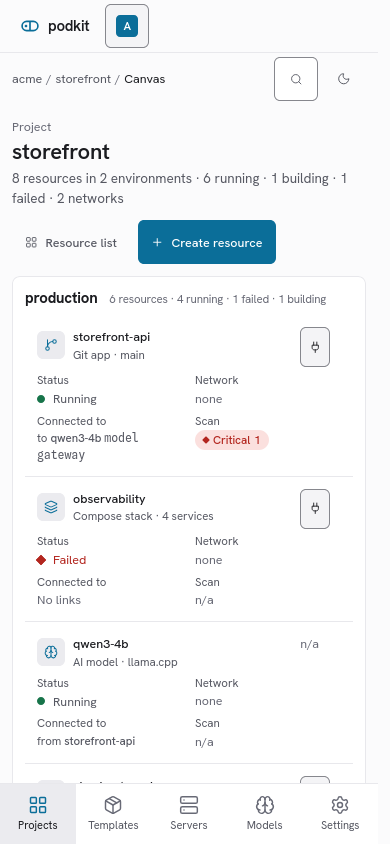 podkit
A
acme / storefront / Canvas
Project
storefront
8 resources in 2 environments · 6 running · 1 building · 1
failed · 2 networks
Resource list
Create resource
production 6 resources · 4 running · 1 failed · 1 building
storefront-api
Git app · main
Status
Network
Running
none
Connected to
Scan
to qwen3-4b model
gateway
Critical 1
observability
Compose stack · 4 services
Status
Network
Failed
none
Connected to
Scan
No links
n/a
qwen3-4b
n/a
AI model · llama.cpp
Status
Network
Running
none
Connected to
Scan
from storefront-api
n/a
Projects
Templates
Servers
Models
Settings